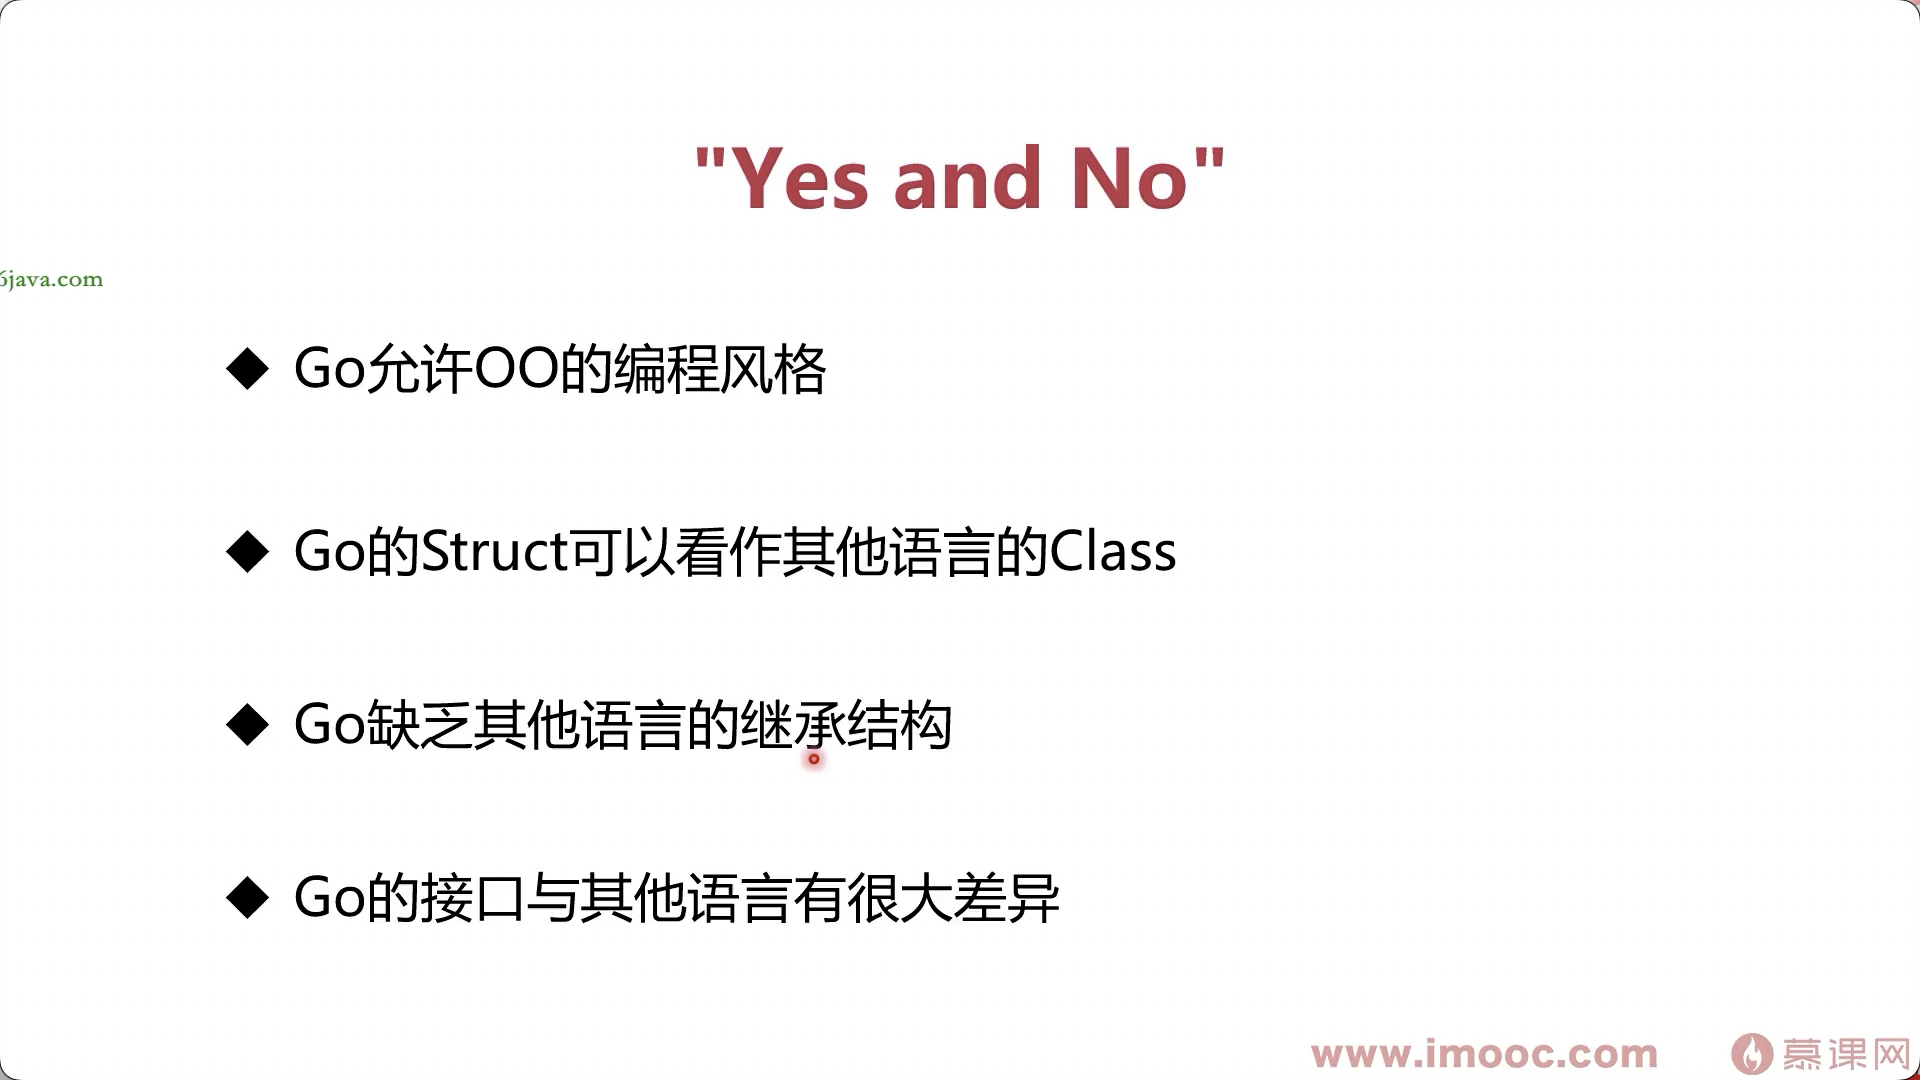 "Yes and No"
6java.com
◆ Go允许OO的编程风格
◆ Go的Struct可以看作其他语言的Class
◆ Go缺乏其他语言的继承结构
◆ Go的接口与其他语言有很大差异
www.imooc.com 慕课网